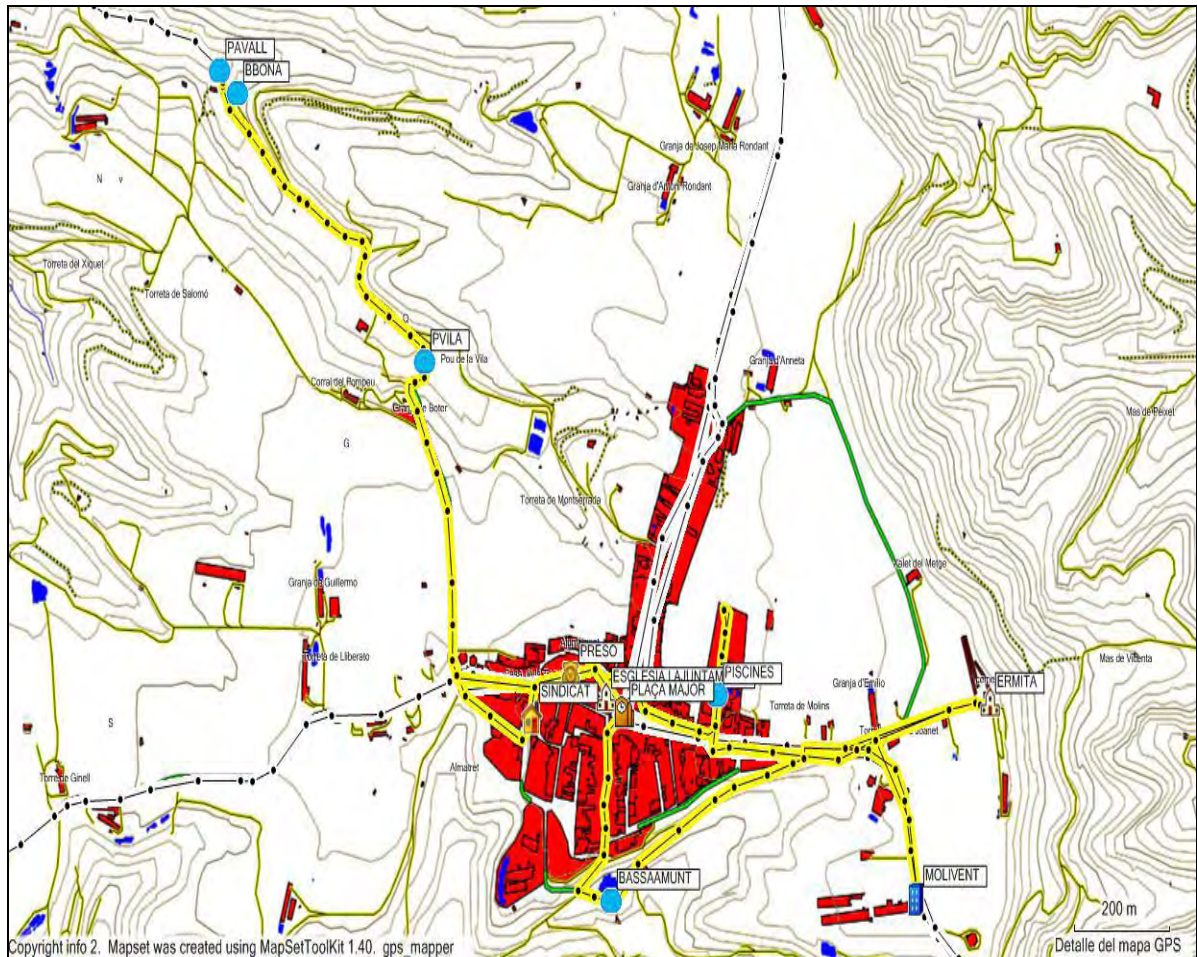 PAVALL
BBONA
Granja de Josep Maria Rondant
Granja d'Antoni Rondant
N v
Torreta del Xiquet
Torreta de Salomó
O
PVILA
Pou de la Vila
Granja d'Anneta
Corral del Pompeu
Mas de Peixet
G
Torreta de Montserrada
Xalet del Metge
Granja de Guillermo
Torreta de Lliberato
PRESO
Mas de Vicenta
ESGLESIA
AJUNTAM
PISCINES
ERMITA
SINDICAT
PLAÇA MAJOR
Granja d'Emilio
Torreta de Molins
S
Almatret
Torre de Ginell
BASSAAMUNT
MOLIVENT
200 m
Copyright info 2. Mapset was created using MapSetToolKit 1.40. gps_mapper
Detalle del mapa GPS